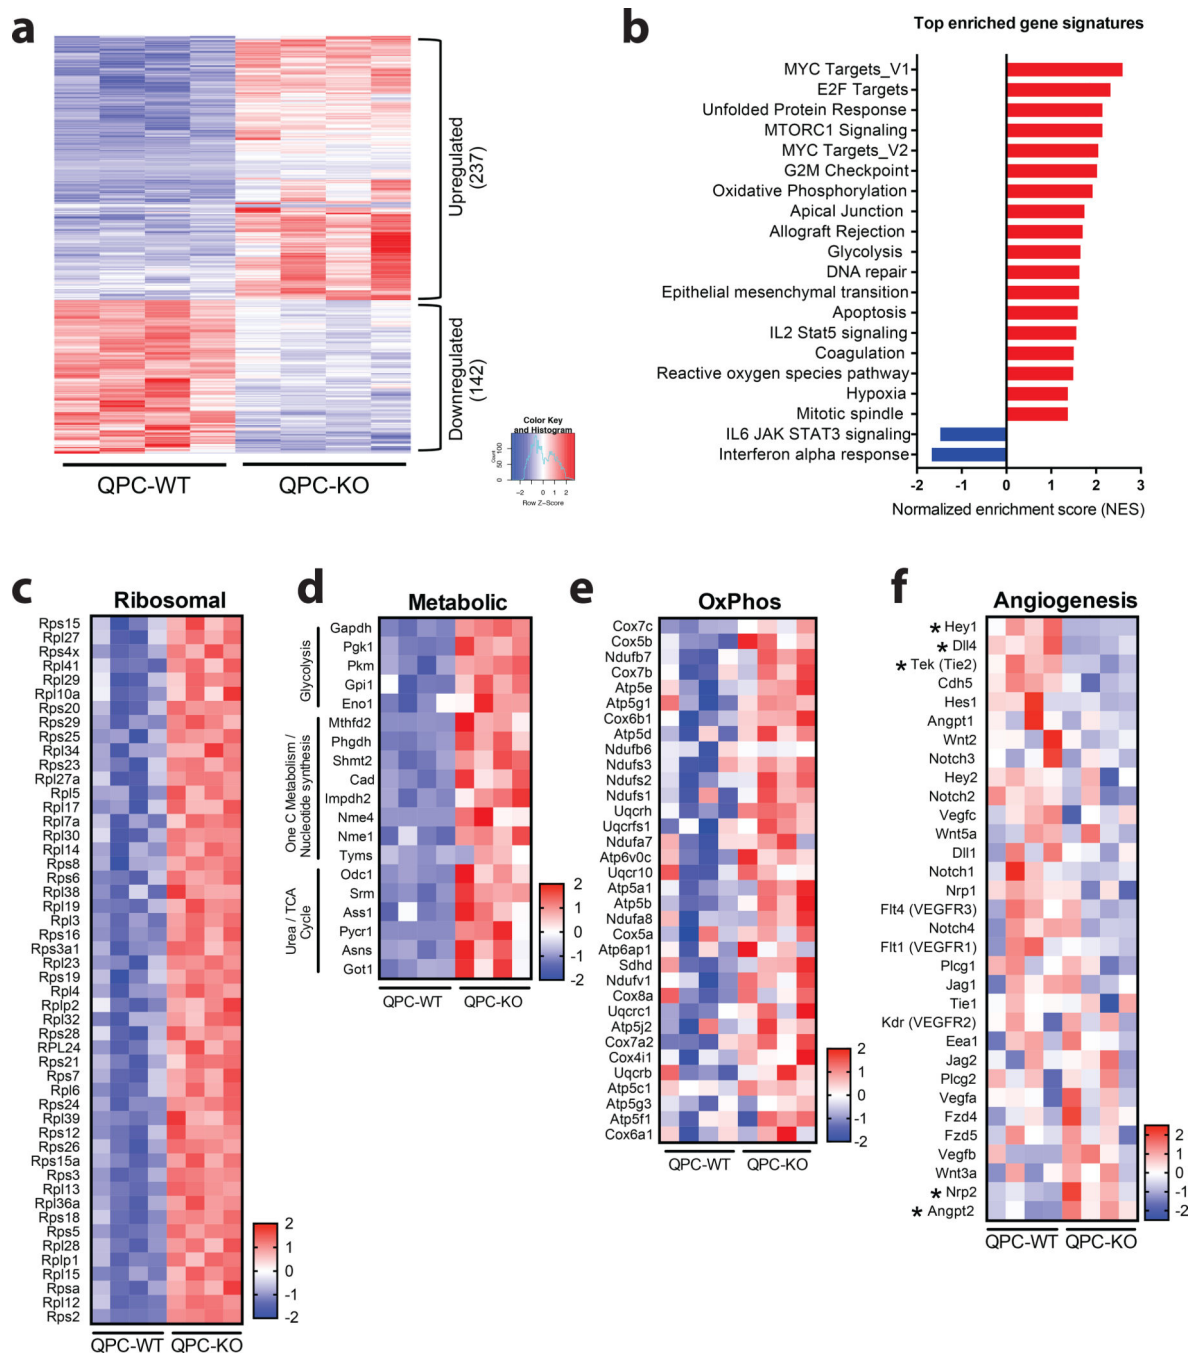 a
Upregulated
(237)
Downregulated
(142)
QPC-WT
QPC-KO
Color Key
and Histogram
Count
0 50 100
-2 -1 0 1 2
Row Z-Score
b
Top enriched gene signatures
MYC Targets_V1
E2F Targets
Unfolded Protein Response
MTORC1 Signaling
MYC Targets_V2
G2M Checkpoint
Oxidative Phosphorylation
Apical Junction
Allograft Rejection
Glycolysis
DNA repair
Epithelial mesenchymal transition
Apoptosis
IL2 Stat5 signaling
Coagulation
Reactive oxygen species pathway
Hypoxia
Mitotic spindle
IL6 JAK STAT3 signaling
Interferon alpha response
-2 -1 0 1 2 3
Normalized enrichment score (NES)
c
Ribosomal
Rps15
Rpl27
Rps4x
Rpl41
Rpl29
Rpl10a
Rps20
Rps29
Rps25
Rpl34
Rps23
Rpl27a
Rpl5
Rpl17
Rpl7a
Rpl30
Rpl14
Rps8
Rps6
Rpl38
Rpl19
Rpl3
Rps16
Rps3a1
Rpl23
Rps19
Rpl4
Rplp2
Rpl32
Rps28
RPL24
Rps21
Rps7
Rpl6
Rps24
Rpl39
Rps12
Rps26
Rps15a
Rps3
Rpl13
Rpl36a
Rps18
Rps5
Rpl28
Rplp1
Rpl15
Rpsa
Rpl12
Rps2
QPC-WT QPC-KO
2
1
0
-1
-2
d
Metabolic
Glycolysis
Gapdh
Pgk1
Pkm
Gpi1
Eno1
One C Metabolism /
Nucleotide synthesis
Mthfd2
Phgdh
Shmt2
Cad
Impdh2
Nme4
Nme1
Tyms
Urea / TCA
Cycle
Odc1
Srm
Ass1
Pycr1
Asns
Got1
QPC-WT QPC-KO
2
1
0
-1
-2
e
OxPhos
Cox7c
Cox5b
Ndufb7
Cox7b
Atp5e
Atp5g1
Cox6b1
Atp5d
Ndufb6
Ndufs3
Ndufs2
Ndufs1
Uqcrh
Uqcrfs1
Ndufa7
Atp6v0c
Uqcr10
Atp5a1
Atp5b
Ndufa8
Cox5a
Atp6ap1
Sdhd
Ndufv1
Cox8a
Uqcrc1
Atp5j2
Cox7a2
Cox4i1
Uqcrb
Atp5c1
Atp5g3
Atp5f1
Cox6a1
QPC-WT QPC-KO
2
1
0
-1
-2
f
Angiogenesis
* Hey1
* Dll4
* Tek (Tie2)
Cdh5
Hes1
Angpt1
Wnt2
Notch3
Hey2
Notch2
Vegfc
Wnt5a
Dll1
Notch1
Nrp1
Flt4 (VEGFR3)
Notch4
Flt1 (VEGFR1)
Plcg1
Jag1
Tie1
Kdr (VEGFR2)
Eea1
Jag2
Plcg2
Vegfa
Fzd4
Fzd5
Vegfb
Wnt3a
* Nrp2
* Angpt2
QPC-WT QPC-KO
2
1
0
-1
-2